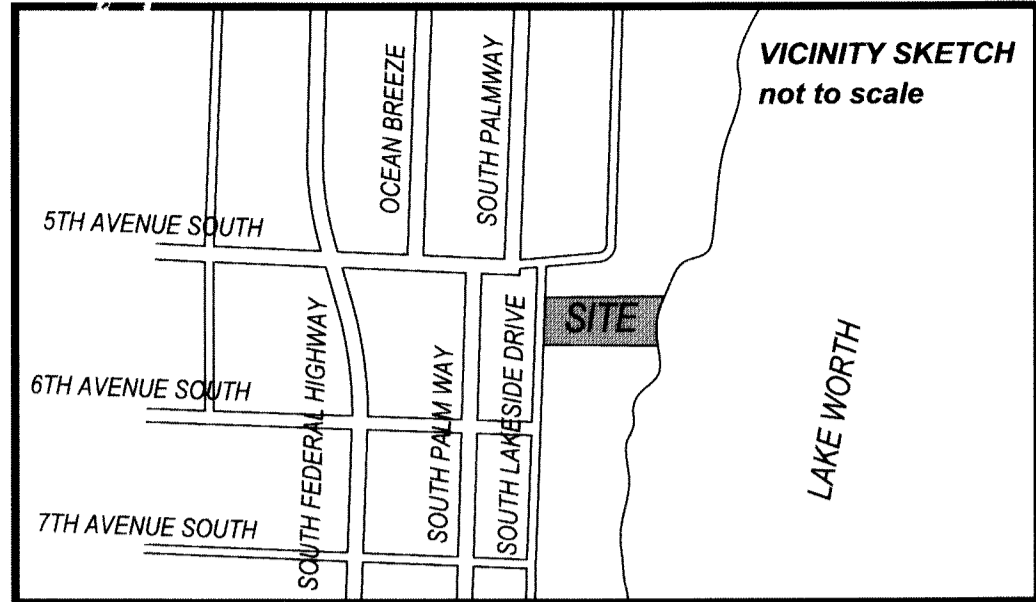 VICINITY SKETCH
not to scale
OCEAN BREEZE
SOUTH PALMWAY
5TH AVENUE SOUTH
SITE
SOUTH FEDERAL HIGHWAY
SOUTH PALM WAY
SOUTH LAKESIDE DRIVE
LAKE WORTH
6TH AVENUE SOUTH
7TH AVENUE SOUTH